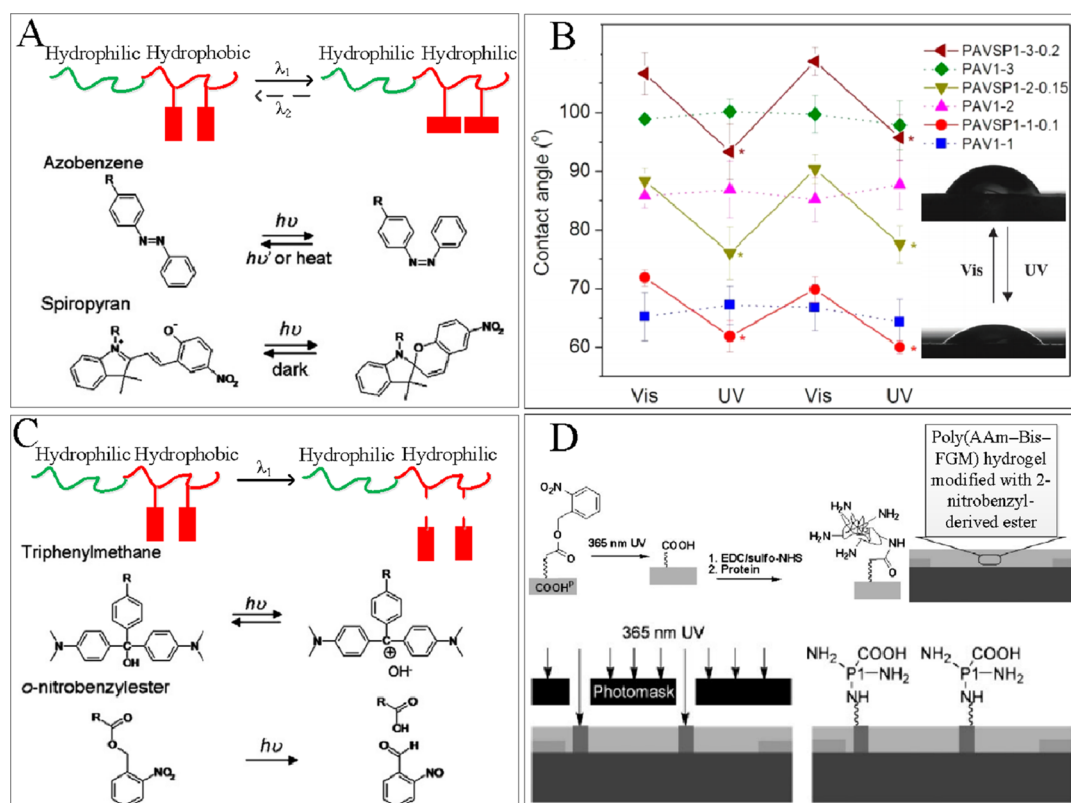 A
Hydrophilic Hydrophobic
Hydrophilic Hydrophilic
λ1
λ2
Azobenzene
R
N=N
hυ
hυ' or heat
R
N=N
Spiropyran
R
N+
O-
NO2
hυ
dark
R
N
O
NO2
B
Contact angle (°)
100
90
80
70
60
Vis UV Vis UV
PAVSP1-3-0.2
PAV1-3
PAVSP1-2-0.15
PAV1-2
PAVSP1-1-0.1
PAV1-1
*
*
*
*
*
*
Vis UV
C
Hydrophilic Hydrophobic
Hydrophilic Hydrophilic
λ1
Triphenylmethane
R
N
C
N
OH
hυ
R
N
C
⊕
N
OH-
o-nitrobenzylester
R
O
O
NO2
hυ
R
O
OH
O
H
NO
D
O2N
O
O
COOHP
365 nm UV
COOH
1. EDC/sulfo-NHS
2. Protein
H2N
NH2
H2N
H2N
NH
O
Poly(AAm–Bis–
FGM) hydrogel
modified with 2-
nitrobenzyl-
derived ester
365 nm UV
Photomask
NH2 COOH
P1-NH2
NH
NH2 COOH
P1-NH2
NH